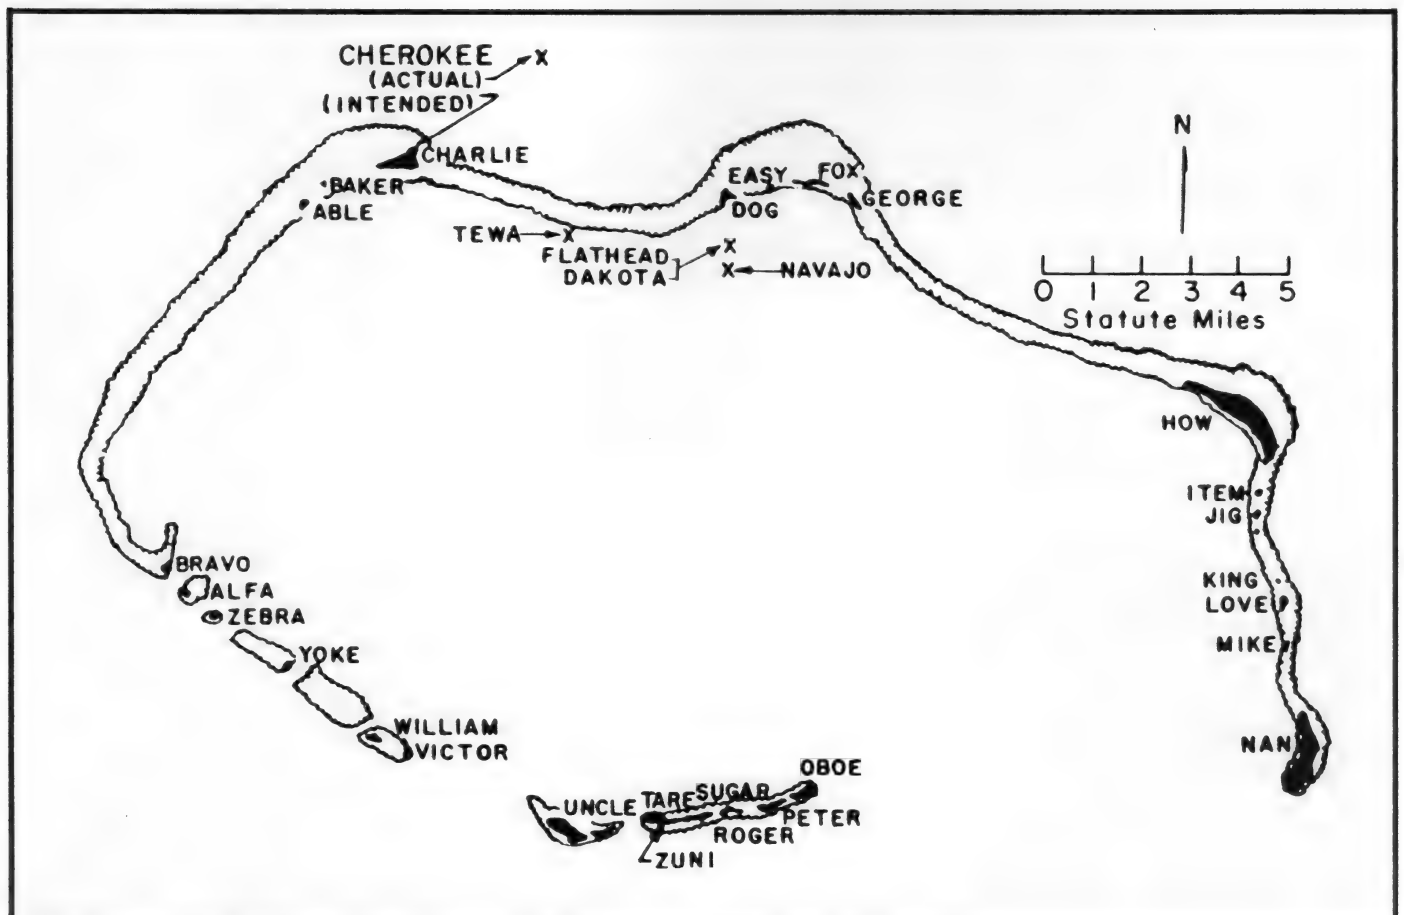 CHEROKEE
(ACTUAL)
(INTENDED)
X
N
CHARLIE
BAKER
ABLE
EASY
FOX
DOG
GEORGE
TEWA
X
FLATHEAD
DAKOTA
X
X
NAVAJO
0 1 2 3 4 5
Statute Miles
HOW
ITEM
JIG
BRAVO
ALFA
ZEBRA
KING
LOVE
YOKE
MIKE
WILLIAM
VICTOR
NAN
OBOE
UNCLE
TARE
SUGAR
PETER
ROGER
ZUNI